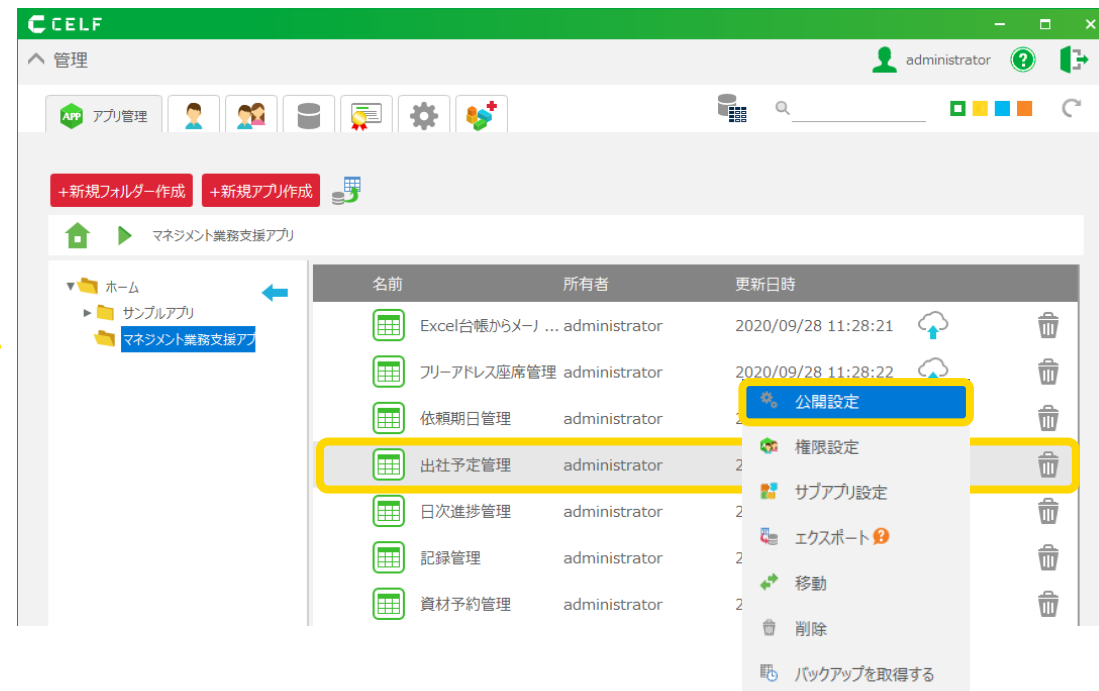 CELF
管理
administrator
アプリ管理
+新規フォルダー作成
+新規アプリ作成
マネジメント業務支援アプリ
ホーム
サンプルアプリ
マネジメント業務支援アプ
名前 所有者 更新日時
Excel台帳からメール ... administrator 2020/09/28 11:28:21
フリーアドレス座席管理 administrator 2020/09/28 11:28:22
依頼期日管理 administrator 2
出社予定管理 administrator 2
日次進捗管理 administrator 2
記録管理 administrator 2
資材予約管理 administrator 2
公開設定
権限設定
サブアプリ設定
エクスポート
移動
削除
バックアップを取得する